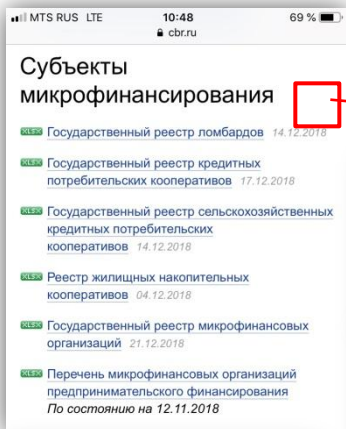 MTS RUS LTE 10:48 69 %
cbr.ru
Субъекты
микрофинансирования
XLSX Государственный реестр ломбардов 14.12.2018
XLSX Государственный реестр кредитных
потребительских кооперативов 17.12.2018
XLSX Государственный реестр сельскохозяйственных
кредитных потребительских
кооперативов 14.12.2018
XLSX Реестр жилищных накопительных
кооперативов 04.12.2018
XLSX Государственный реестр микрофинансовых
организаций 21.12.2018
XLSX Перечень микрофинансовых организаций
предпринимательского финансирования
По состоянию на 12.11.2018